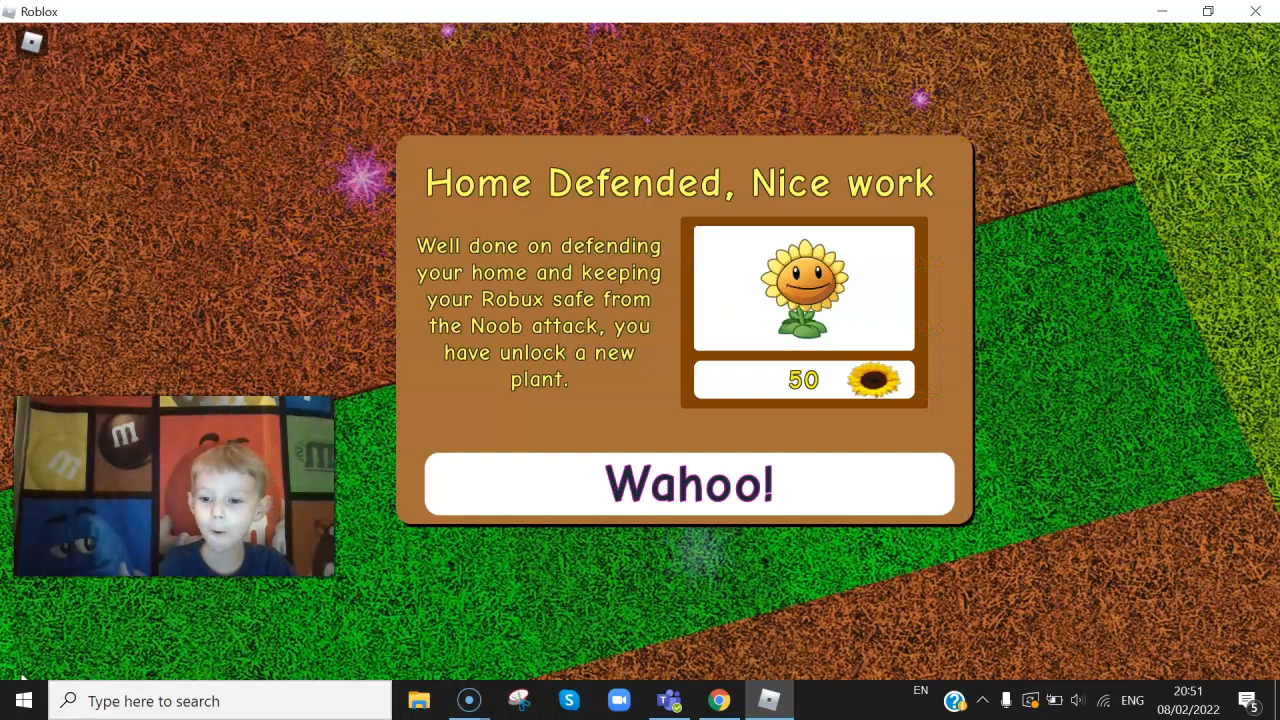 Roblox
Home Defended, Nice work
Well done on defending
your home and keeping
your Robux safe from
the Noob attack, you
have unlock a new
plant.
50
Wahoo!
m
m
m's
Type here to search
EN
ENG
20:51
08/02/2022
5